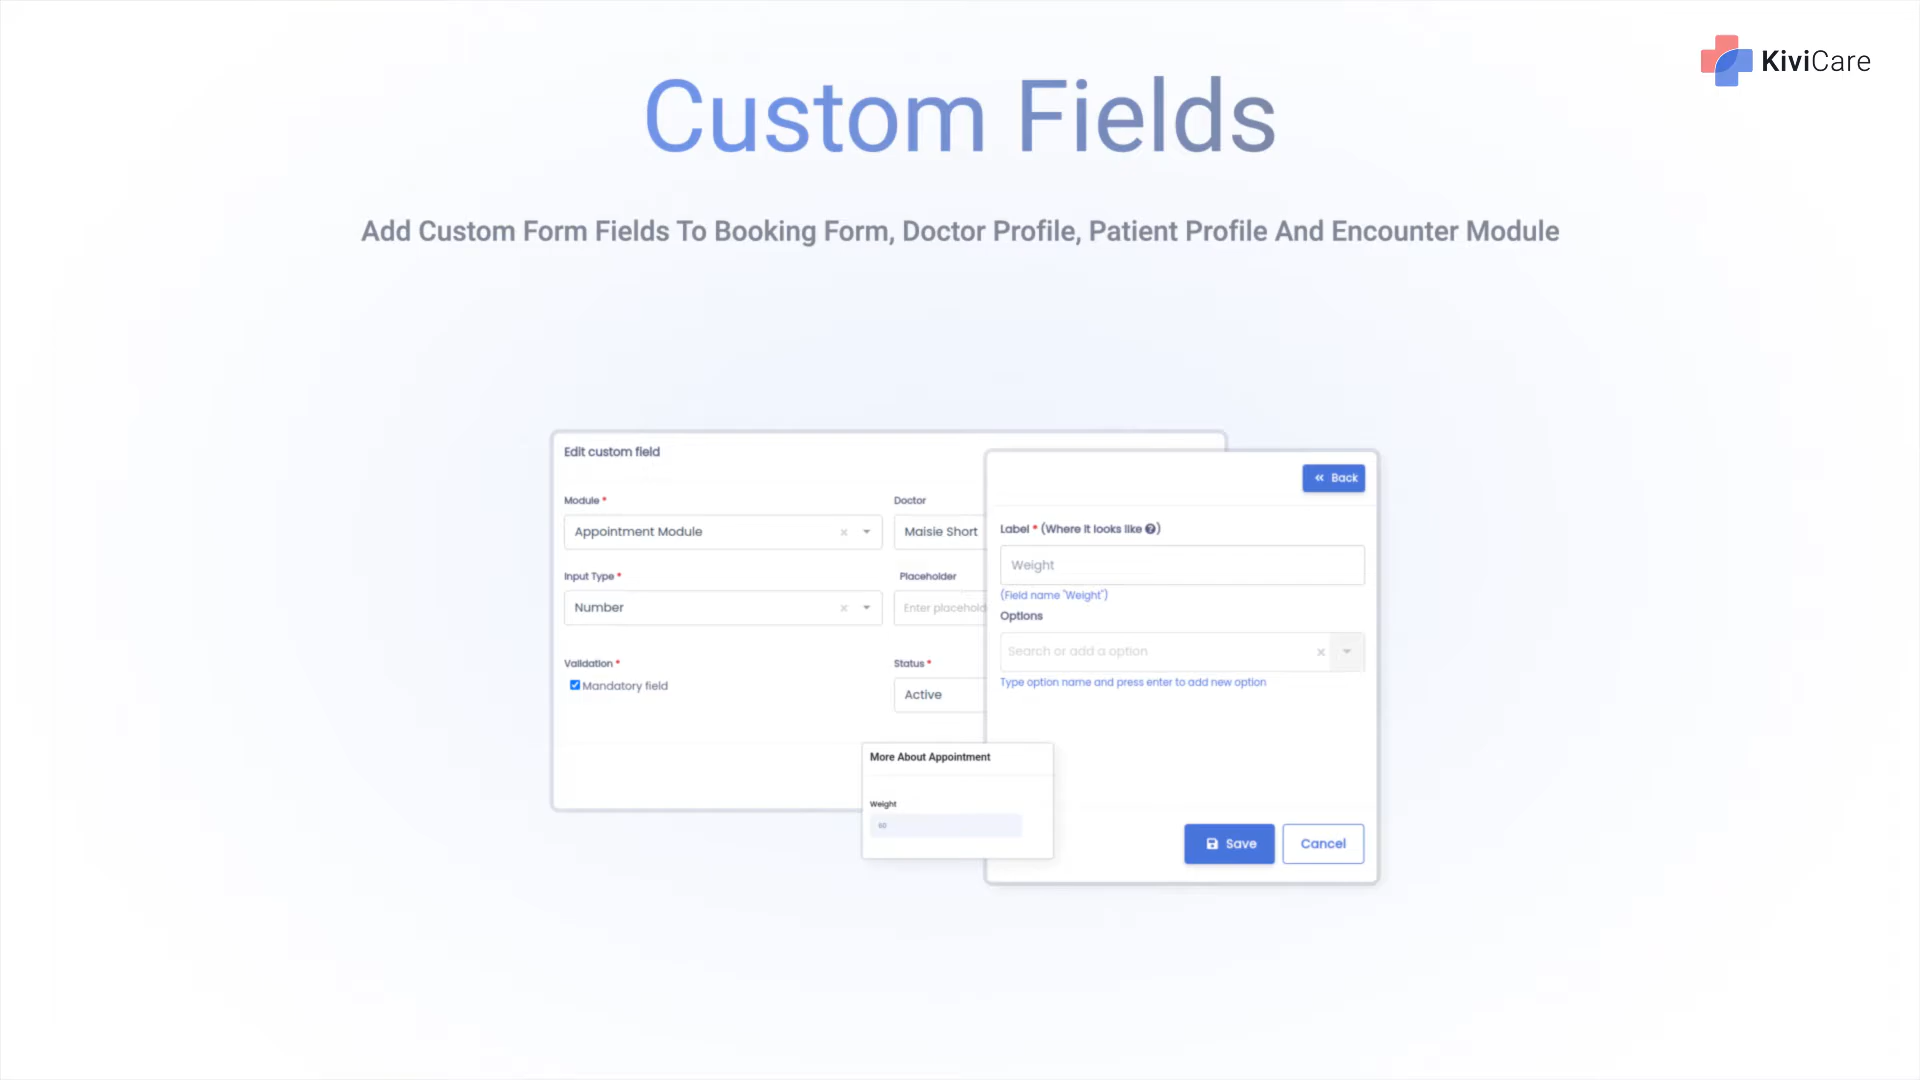 KiviCare
Custom Fields
Add Custom Form Fields To Booking Form, Doctor Profile, Patient Profile And Encounter Module
Edit custom field
Module *
Appointment Module
Doctor
Maisie Short
Input Type *
Number
Placeholder
Enter placehold
Validation *
Mandatory field
Status *
Active
« Back
Label * (Where it looks like ?)
Weight
(Field name "Weight")
Options
Search or add a option
Type option name and press enter to add new option
Save
Cancel
More About Appointment
Weight
60